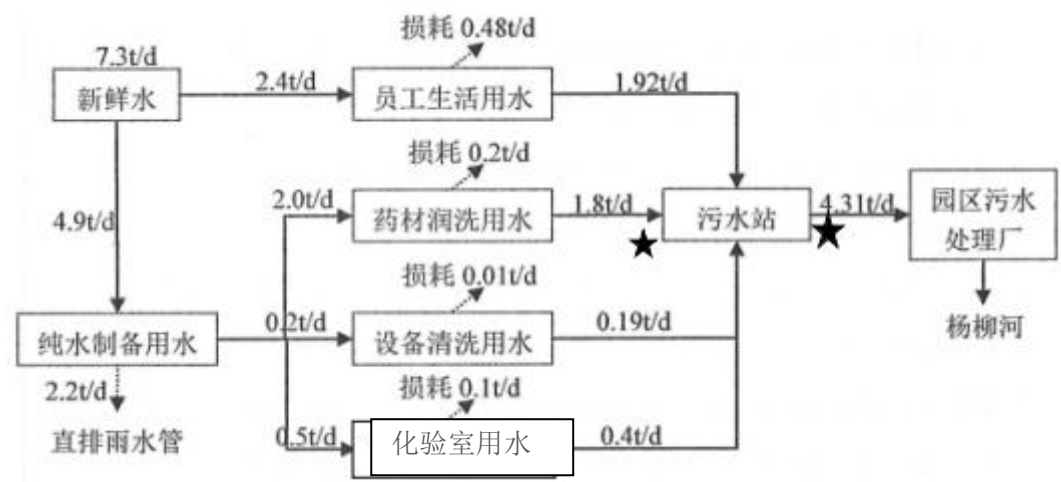 损耗 0.48t/d
7.3t/d
新鲜水
2.4t/d
员工生活用水
1.92t/d
损耗 0.2t/d
4.9t/d
2.0t/d
药材润洗用水
1.8t/d
污水站
4.31t/d
园区污水
处理厂
损耗 0.01t/d
纯水制备用水
0.2t/d
设备清洗用水
0.19t/d
杨柳河
2.2t/d
损耗 0.1t/d
直排雨水管
0.5t/d
化验室用水
0.4t/d